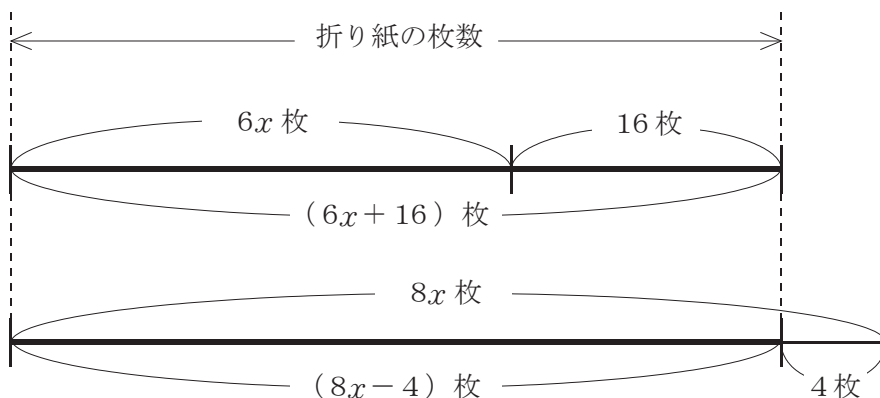 折り紙の枚数
6x 枚 16 枚
(6x+16) 枚
8x 枚
(8x-4) 枚 4 枚